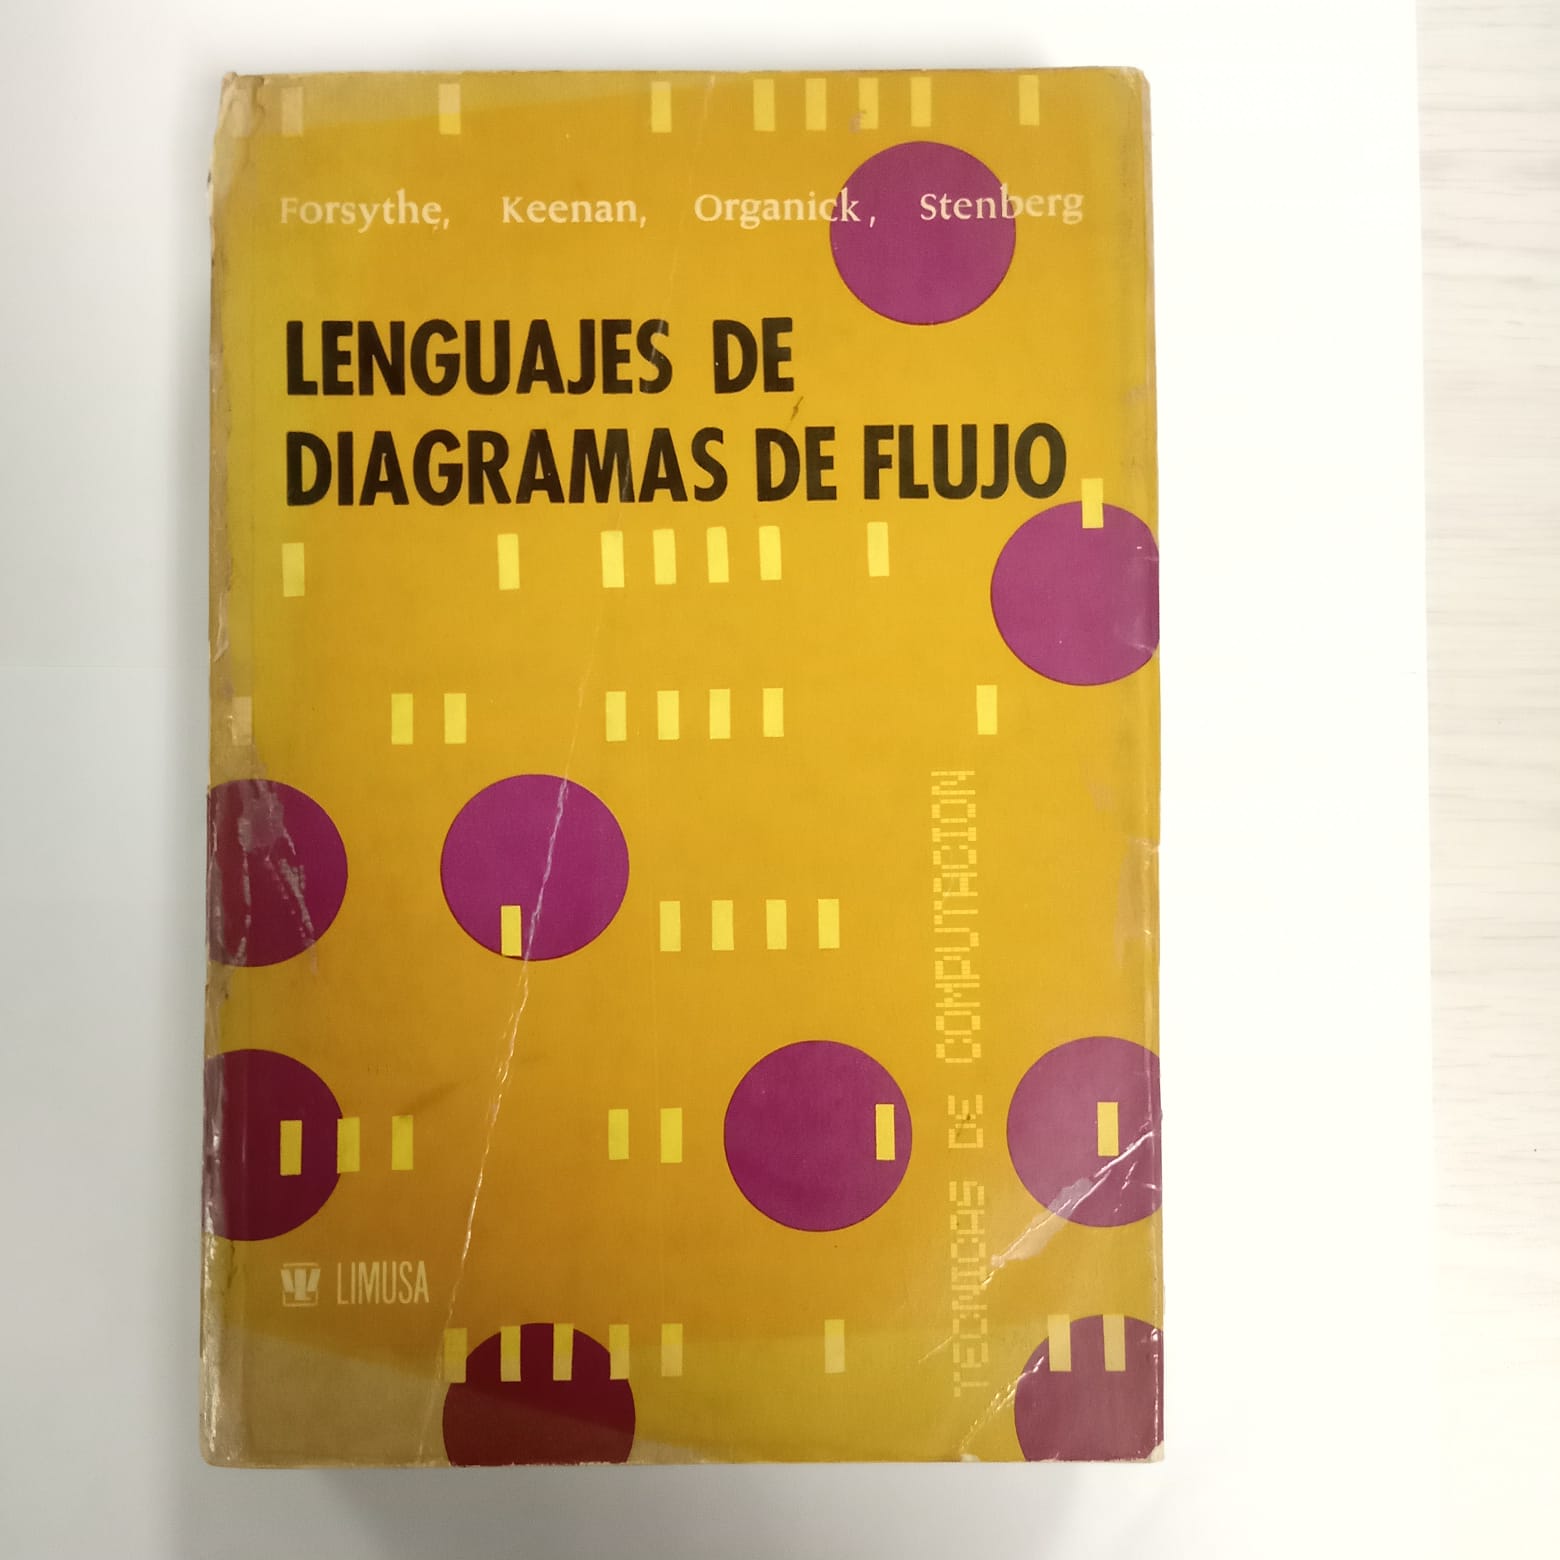 Forsythe, Keenan, Organick, Stenberg
LENGUAJES DE
DIAGRAMAS DE FLUJO
TECNICAS DE COMPUTACION
LIMUSA